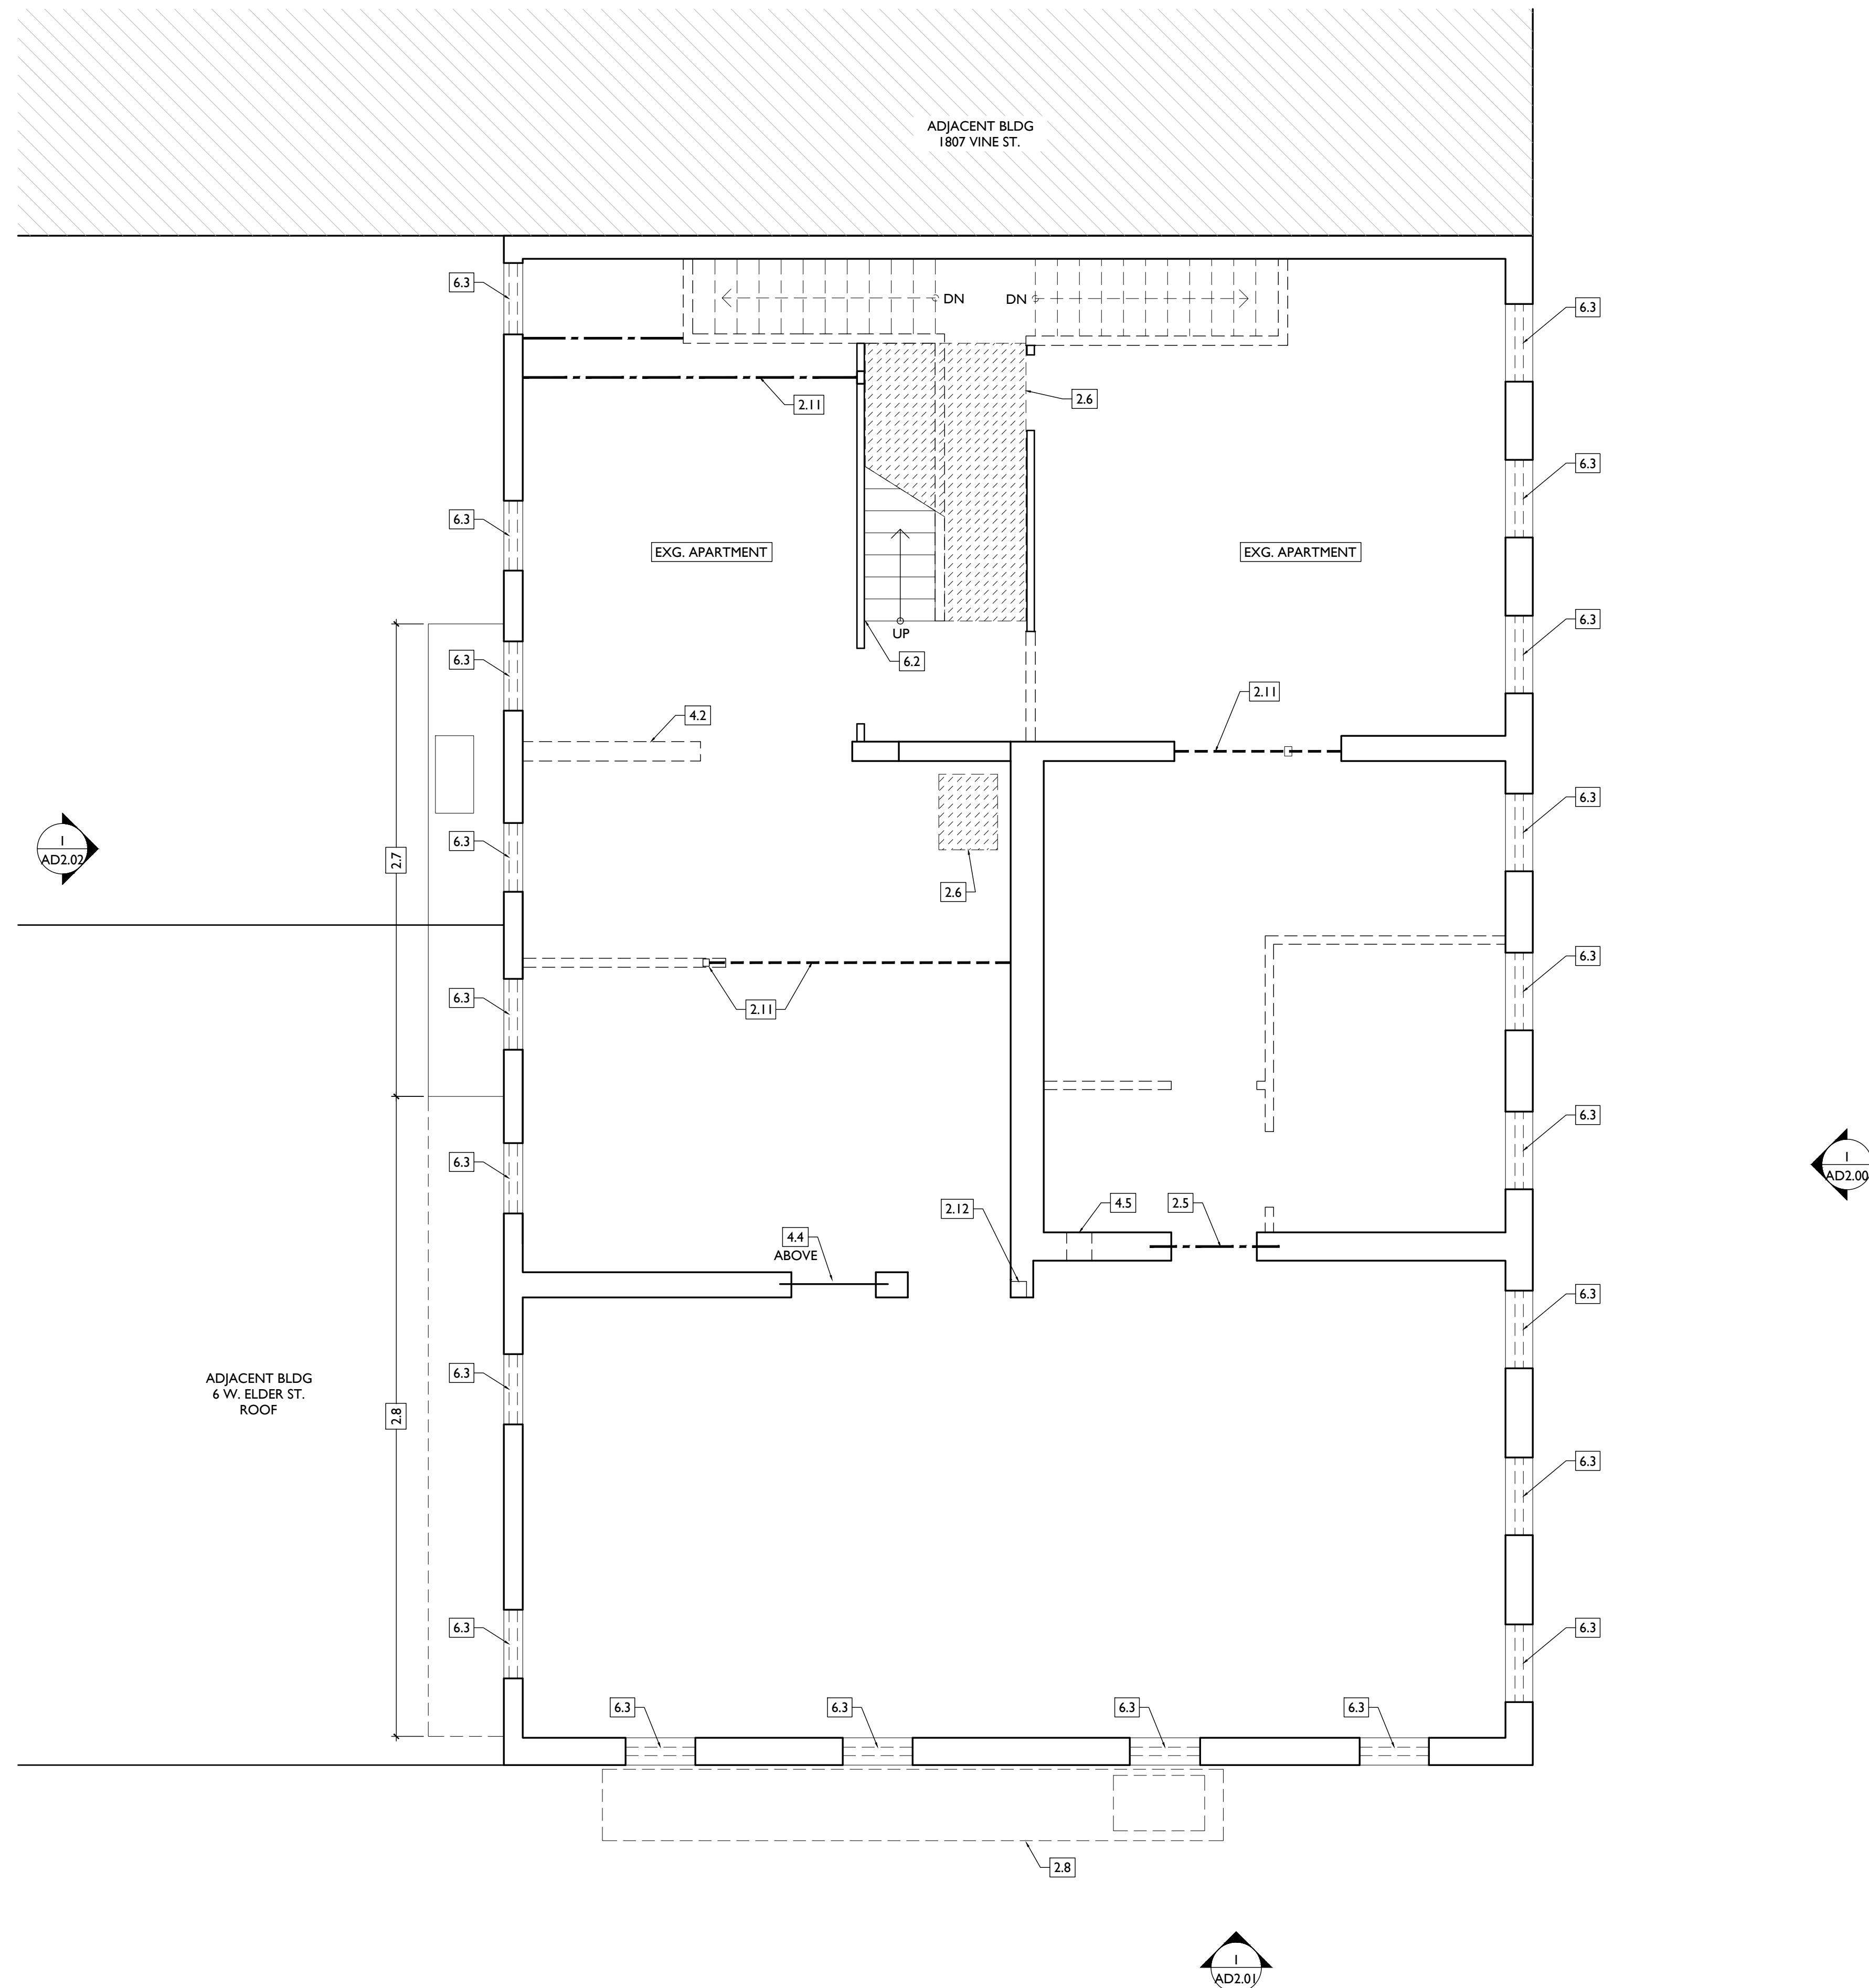 ADJACENT BLDG
1807 VINE ST.
6.3
DN
DN
6.3
2.11
2.6
6.3
6.3
EXG. APARTMENT
EXG. APARTMENT
6.3
UP
6.3
6.2
2.11
4.2
6.3
6.3
1
AD2.02
2.7
2.6
6.3
6.3
2.11
6.3
1
AD2.00
6.3
4.5
2.5
2.12
4.4
ABOVE
6.3
6.3
ADJACENT BLDG
6 W. ELDER ST.
ROOF
2.8
6.3
6.3
6.3
6.3
6.3
6.3
6.3
2.8
1
AD2.01